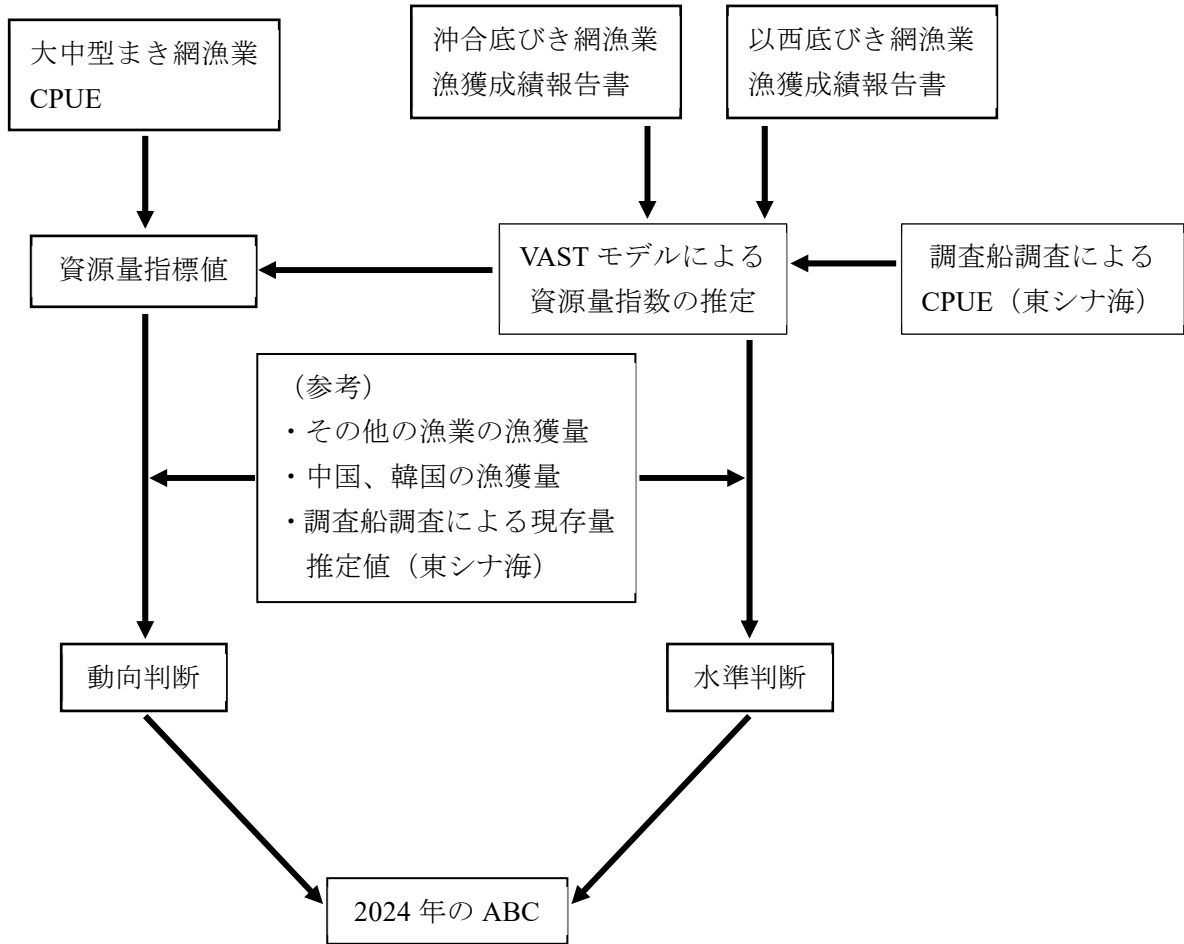 大中型まき網漁業
CPUE
沖合底びき網漁業
漁獲成績報告書
以西底びき網漁業
漁獲成績報告書
資源量指標値
VAST モデルによる
資源量指数の推定
調査船調査による
CPUE（東シナ海）
（参考）
・その他の漁業の漁獲量
・中国、韓国の漁獲量
・調査船調査による現存量
推定値（東シナ海）
動向判断
水準判断
2024 年の ABC